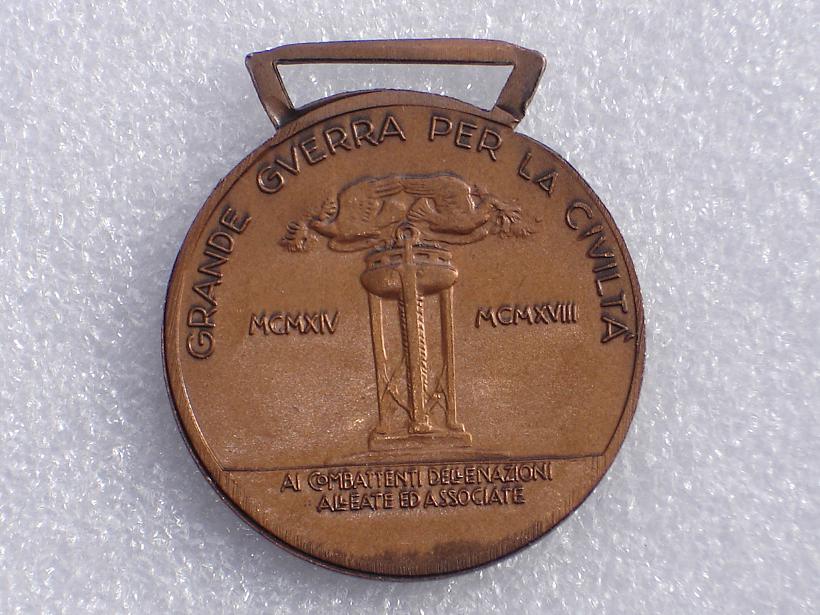 GRANDE GVERRA PER LA CIVILTÀ
MCMXIV MCMXVIII
AI COMBATTENTI DELLE NAZIONI
ALLEATE ED ASSOCIATE